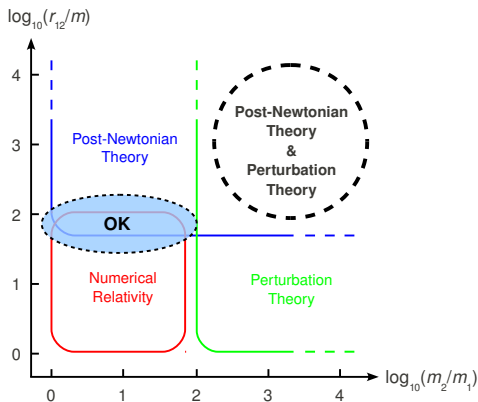 log₁₀(r₁₂/m)
4
Post-Newtonian
Theory
&
Perturbation
Theory
Post-Newtonian
Theory
3
2
OK
1
Numerical
Relativity
Perturbation
Theory
0
0 1 2 3 4
log₁₀(m₂/m₁)